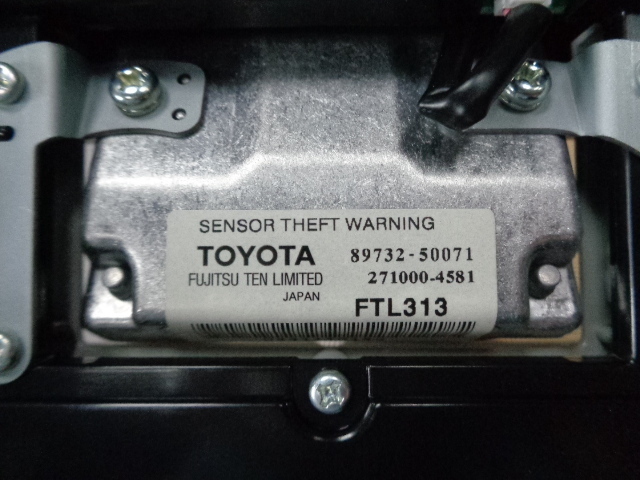 SENSOR THEFT WARNING
TOYOTA 89732-50071
FUJITSU TEN LIMITED 271000-4581
JAPAN FTL313